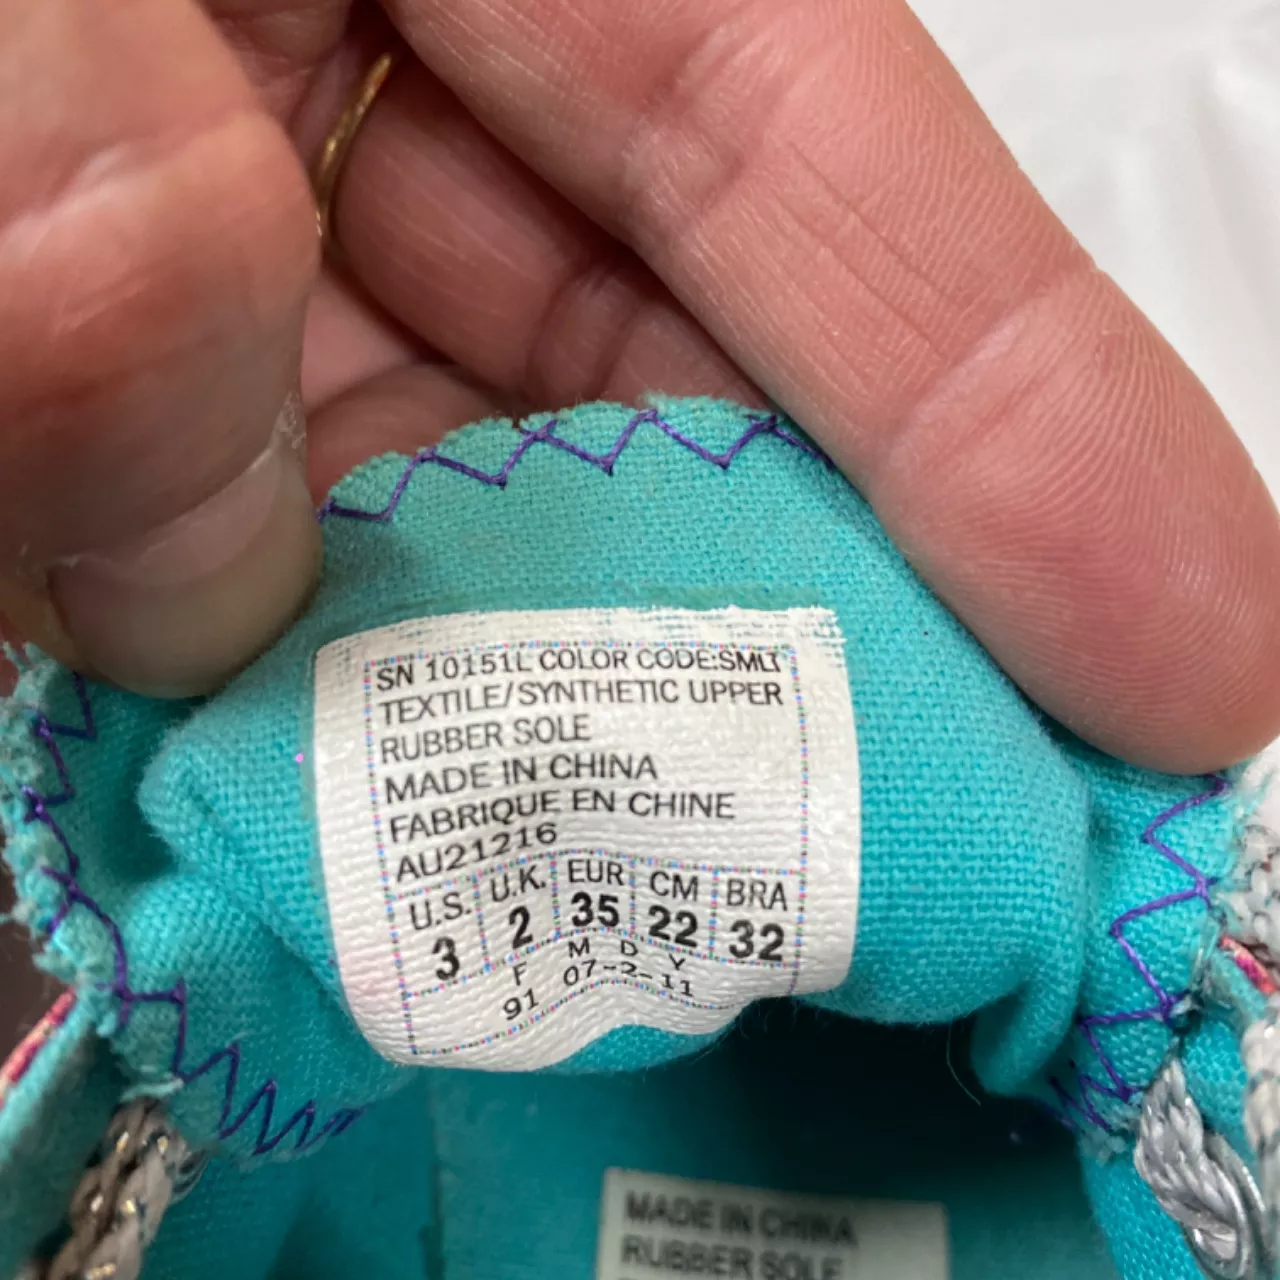 SN 10151L COLOR CODE:SMLT
TEXTILE/SYNTHETIC UPPER
RUBBER SOLE
MADE IN CHINA
FABRIQUE EN CHINE
AU21216
U.S. U.K. EUR CM BRA
3 2 35 22 32
F M D Y
91 07-2-11
MADE IN CHINA
RUBBER SOLE